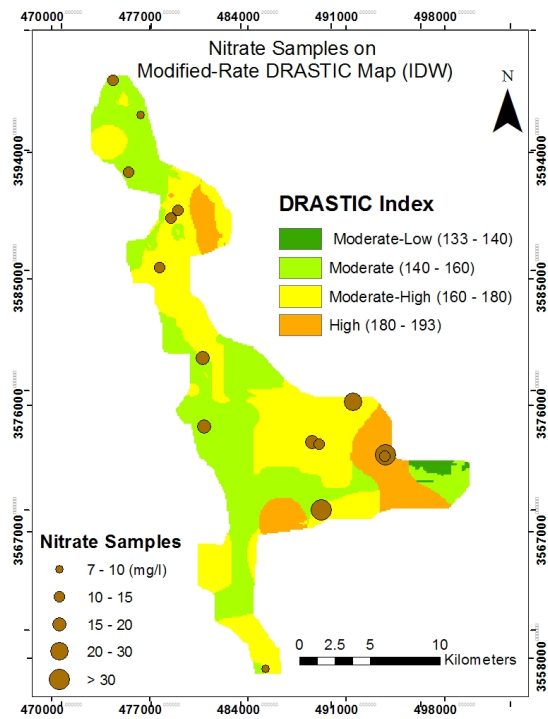 470000 477000 484000 491000 498000
Nitrate Samples on
Modified-Rate DRASTIC Map (IDW)
N
3594000
3594000
DRASTIC Index
Moderate-Low (133 - 140)
Moderate (140 - 160)
Moderate-High (160 - 180)
High (180 - 193)
3585000
3585000
3576000
3576000
3567000
3567000
Nitrate Samples
7 - 10 (mg/l)
10 - 15
15 - 20
20 - 30
> 30
0 2.5 5 10
Kilometers
3558000
470000 477000 484000 491000 498000